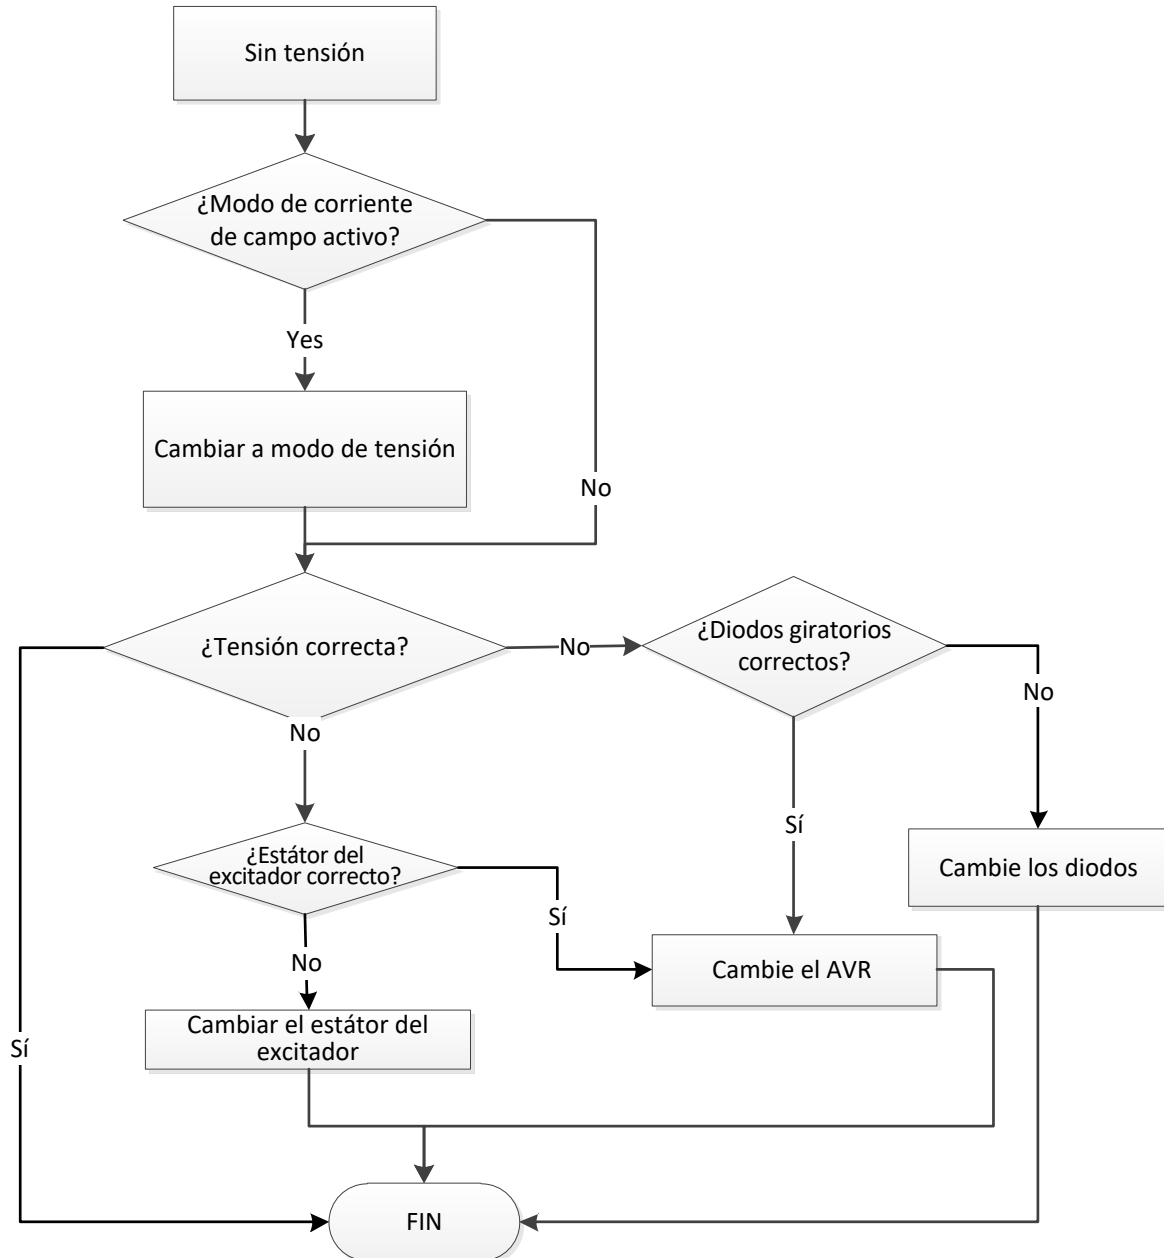 Sin tensión
¿Modo de corriente
de campo activo?
Yes
Cambiar a modo de tensión
No
¿Tensión correcta?
No
¿Diodos giratorios
correctos?
No
No
Sí
Cambie los diodos
¿Estátor del
excitador correcto?
Sí
No
Cambie el AVR
Cambiar el estátor del
excitador
Sí
FIN